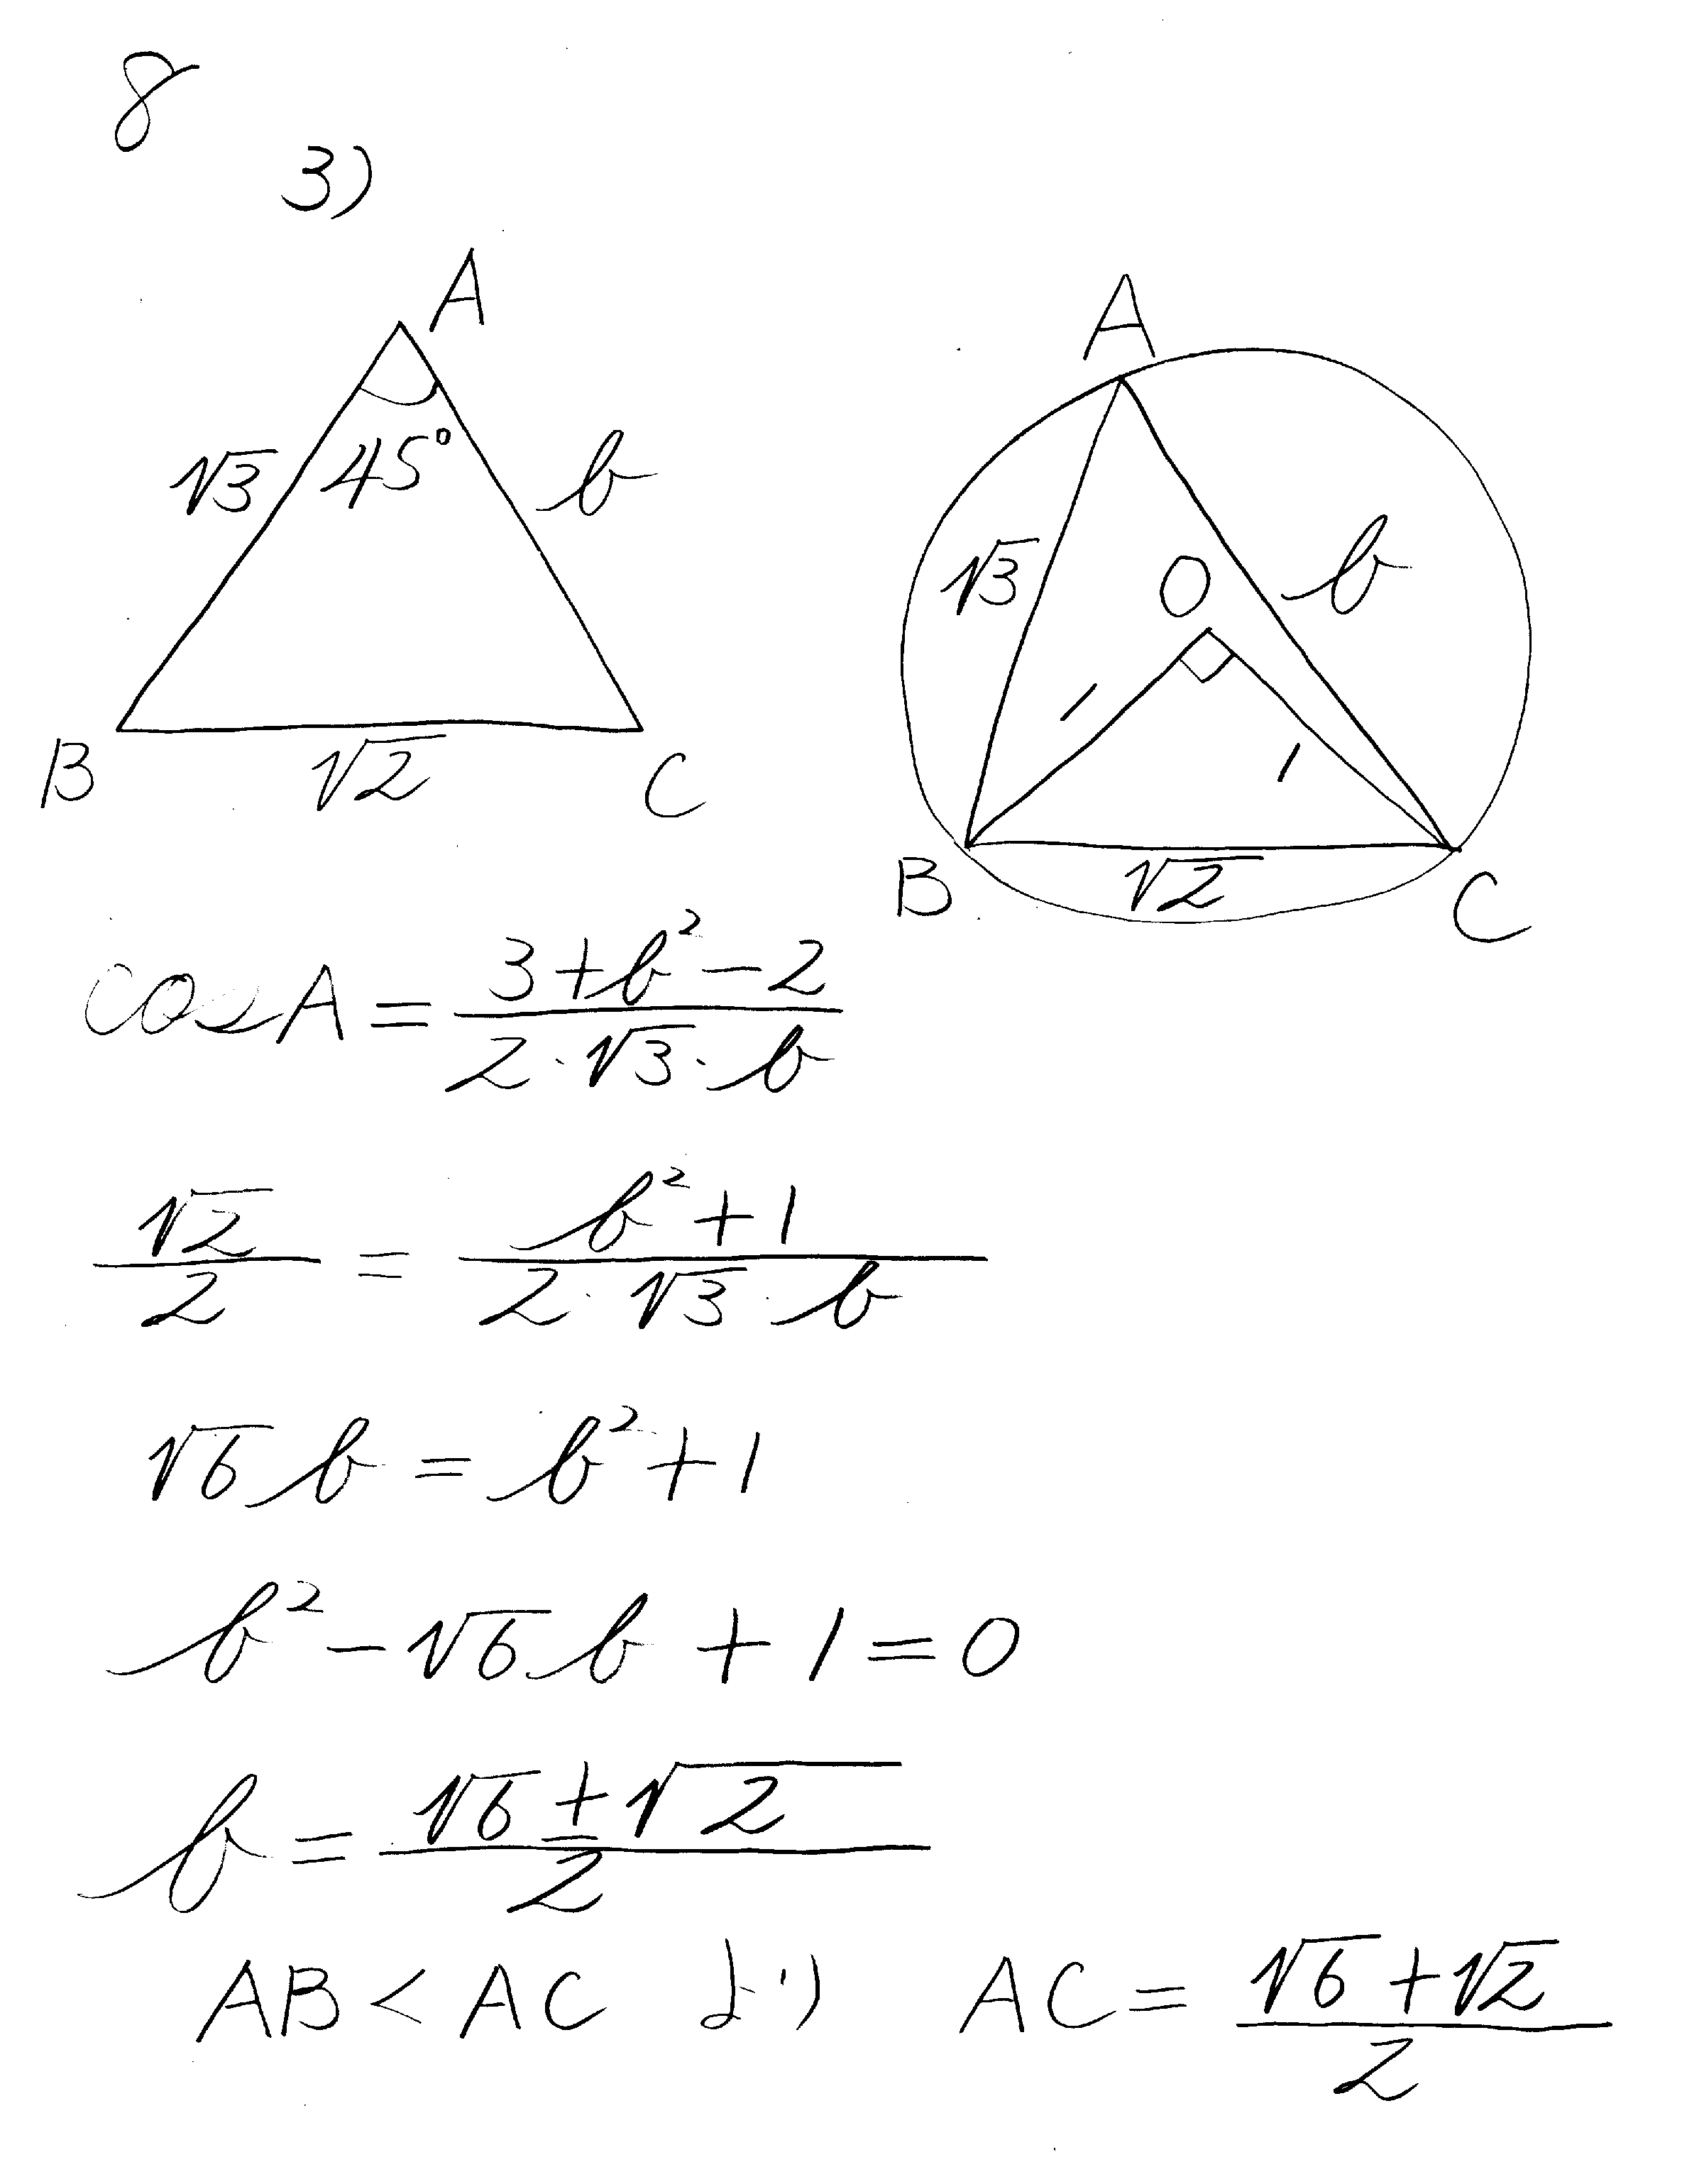 8
3)
A
√3 45° b
B √2 C
A
√3 O b
1 1
B √2 C
cosA = (3+b²-2)/(2·√3·b)
√2/2 = (b²+1)/(2·√3·b)
√6b = b²+1
b²-√6b+1=0
b = (√6±√2)/2
AB<AC より AC = (√6+√2)/2